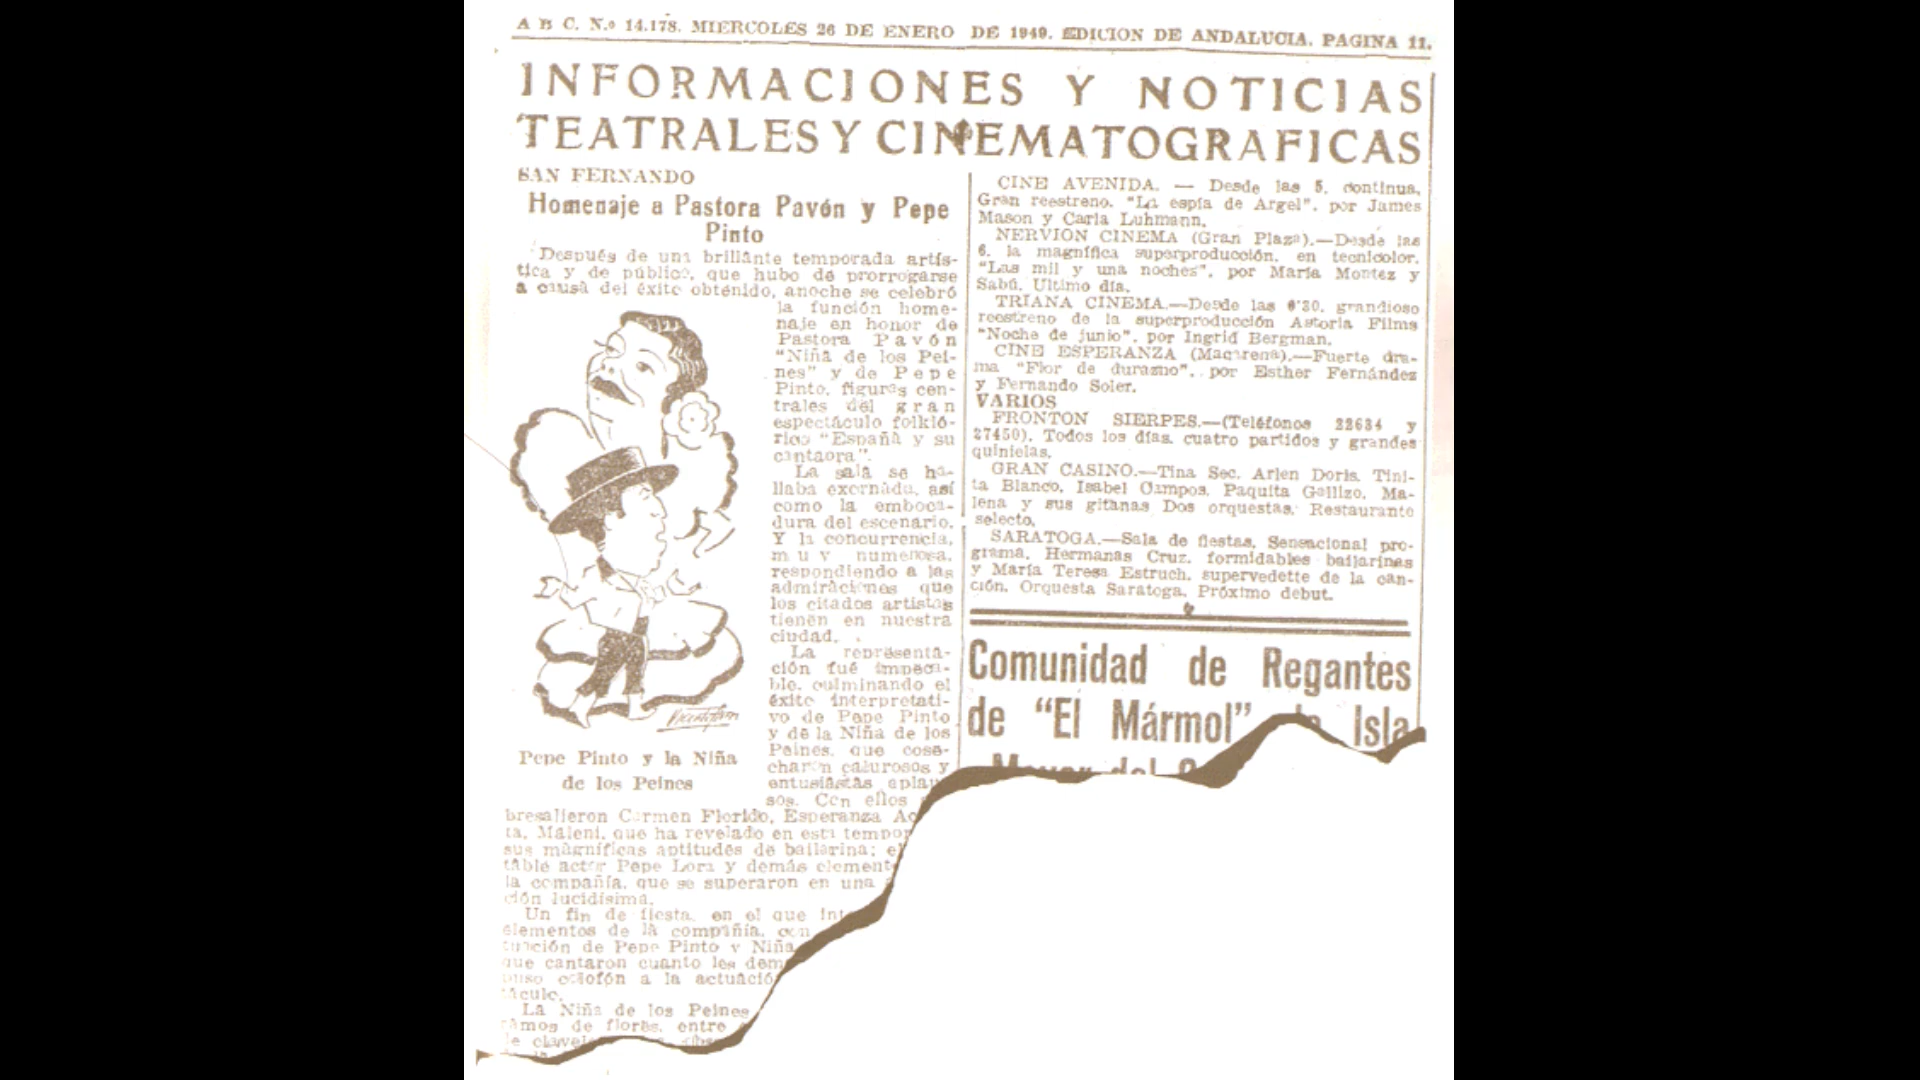 A B C. N.º 14.178. MIERCOLES 26 DE ENERO DE 1949. EDICION DE ANDALUCIA. PAGINA 11.
INFORMACIONES Y NOTICIAS
TEATRALES Y CINEMATOGRAFICAS
SAN FERNANDO
Homenaje a Pastora Pavón y Pepe
Pinto
Después de una brillante temporada artís-
tica y de público, que hubo de prorrogarse
a causa del éxito obtenido, anoche se celebró
la función home-
naje en honor de
Pastora Pavón
"Niña de los Pei-
nes" y de Pepe
Pinto, figuras cen-
trales del gran
espectáculo folkló-
rico "España y su
cantaora".
La sala se ha-
llaba exornada, así
como la emboca-
dura del escenario.
Y la concurrencia,
muy numerosa,
respondiendo a las
admiraciones que
los citados artistas
tienen en nuestra
ciudad.
La representa-
ción fué impeca-
ble, culminando el
éxito interpretati-
vo de Pepe Pinto
y de la Niña de los
Peines, que cose-
charon calurosos y
entusiastas aplau-
sos. Con ellos
Pepe Pinto y la Niña
de los Peines
bresalieron Carmen Florido, Esperanza Ac
ta, Maleni, que ha revelado en esta tempor
sus magníficas aptitudes de bailarina; el
table actor Pepe Lora y demás element
la compañía, que se superaron en una
ción lucidísima.
Un fin de fiesta, en el que int
elementos de la compañía, con
tuación de Pepe Pinto y Niña
que cantaron cuanto les dem
puso colofón a la actuació
táculo.
La Niña de los Peines
ramos de flores, entre
de clavel
CINE AVENIDA. — Desde las 5, continua,
Gran reestreno. "La espía de Argel", por James
Mason y Carla Luhmann.
NERVION CINEMA (Gran Plaza).—Desde las
6, la magnífica superproducción, en tecnicolor,
"Las mil y una noches", por María Montez y
Sabú. Ultimo día.
TRIANA CINEMA.—Desde las 6'30, grandioso
reestreno de la superproducción Astoria Films
"Noche de junio", por Ingrid Bergman.
CINE ESPERANZA (Macarena).—Fuerte dra-
ma "Flor de durazno", por Esther Fernández
y Fernando Soler.
VARIOS
FRONTON SIERPES.—(Teléfonos 22634 y
27450). Todos los días, cuatro partidos y grandes
quinielas.
GRAN CASINO.—Tina Sec, Arlen Doris, Tini-
ta Blanco, Isabel Campos, Paquita Gollizo, Ma-
lena y sus gitanas Dos orquestas. Restaurante
selecto.
SARATOGA.—Sala de fiestas. Sensacional pro-
grama. Hermanas Cruz, formidables bailarines
y María Teresa Estruch, supervedette de la can-
ción. Orquesta Saratoga. Próximo debut.
Comunidad de Regantes
de "El Mármol" Isla
Mayor del